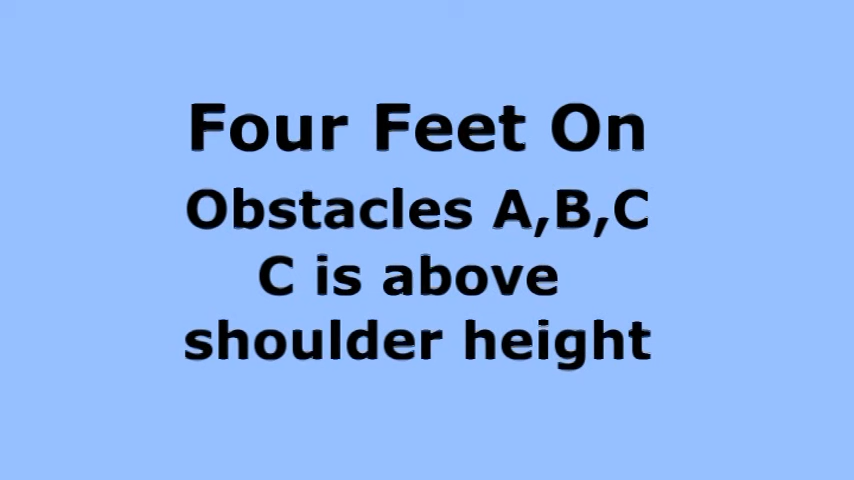 Four Feet On
Obstacles A,B,C
C is above
shoulder height